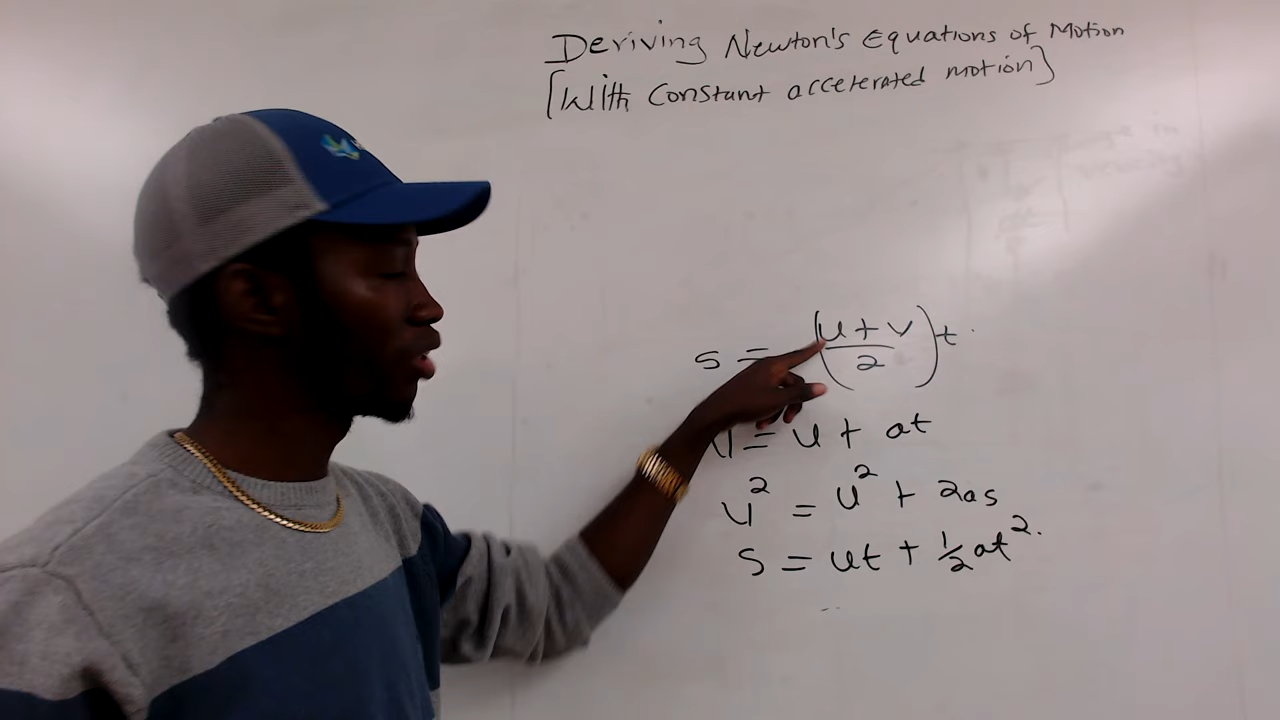 Deriving Newton's Equations of Motion
[With Constant accelerated motion]
s = (u + v / 2) t.
v = u + at
v² = u² + 2as
s = ut + ½at².